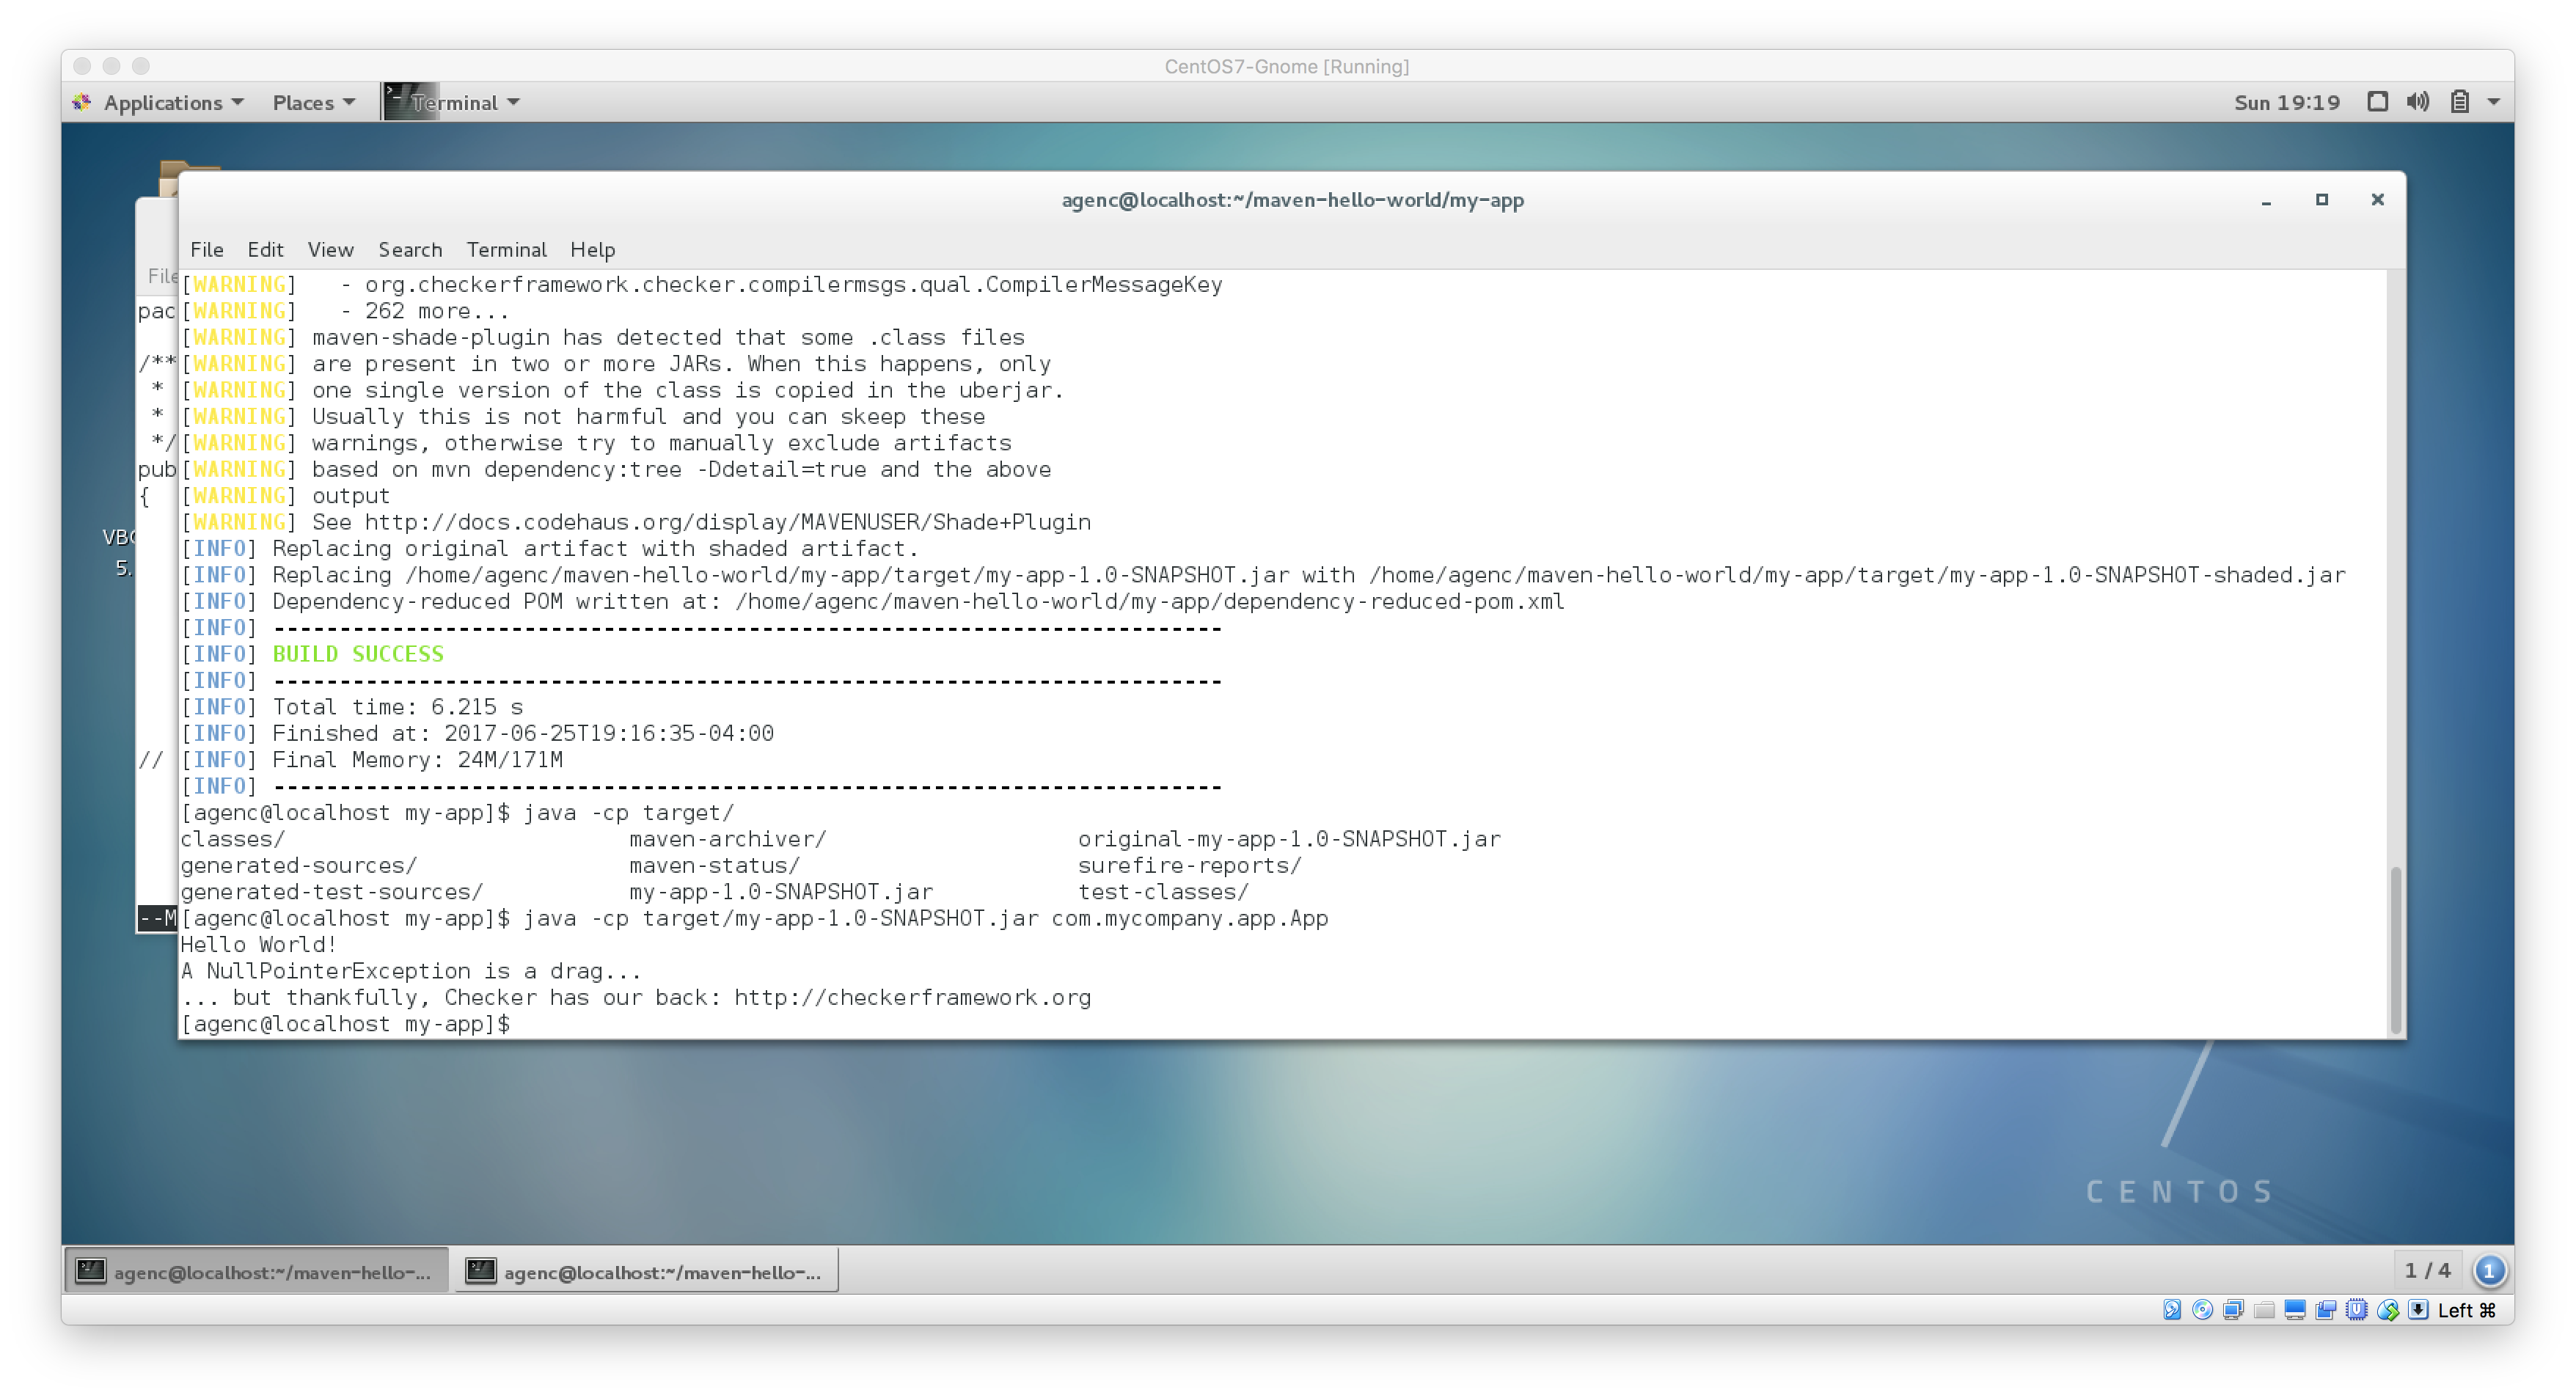 CentOS7-Gnome [Running]
Applications Places Terminal Sun 19:19
agenc@localhost:~/maven-hello-world/my-app
File Edit View Search Terminal Help
File
[WARNING]   - org.checkerframework.checker.compilermsgs.qual.CompilerMessageKey
pac
[WARNING]   - 262 more...
[WARNING] maven-shade-plugin has detected that some .class files
/**
[WARNING] are present in two or more JARs. When this happens, only
*
[WARNING] one single version of the class is copied in the uberjar.
*
[WARNING] Usually this is not harmful and you can skeep these
*/
[WARNING] warnings, otherwise try to manually exclude artifacts
pub
[WARNING] based on mvn dependency:tree -Ddetail=true and the above
{
[WARNING] output
[WARNING] See http://docs.codehaus.org/display/MAVENUSER/Shade+Plugin
[INFO] Replacing original artifact with shaded artifact.
5.
[INFO] Replacing /home/agenc/maven-hello-world/my-app/target/my-app-1.0-SNAPSHOT.jar with /home/agenc/maven-hello-world/my-app/target/my-app-1.0-SNAPSHOT-shaded.jar
[INFO] Dependency-reduced POM written at: /home/agenc/maven-hello-world/my-app/dependency-reduced-pom.xml
[INFO] ------------------------------------------------------------------------
[INFO] BUILD SUCCESS
[INFO] ------------------------------------------------------------------------
[INFO] Total time: 6.215 s
[INFO] Finished at: 2017-06-25T19:16:35-04:00
//
[INFO] Final Memory: 24M/171M
[INFO] ------------------------------------------------------------------------
[agenc@localhost my-app]$ java -cp target/
classes/ maven-archiver/ original-my-app-1.0-SNAPSHOT.jar
generated-sources/ maven-status/ surefire-reports/
generated-test-sources/ my-app-1.0-SNAPSHOT.jar test-classes/
--M
[agenc@localhost my-app]$ java -cp target/my-app-1.0-SNAPSHOT.jar com.mycompany.app.App
Hello World!
A NullPointerException is a drag...
... but thankfully, Checker has our back: http://checkerframework.org
[agenc@localhost my-app]$
CENTOS
agenc@localhost:~/maven-hello-... agenc@localhost:~/maven-hello-... 1 / 4 1
Left ⌘